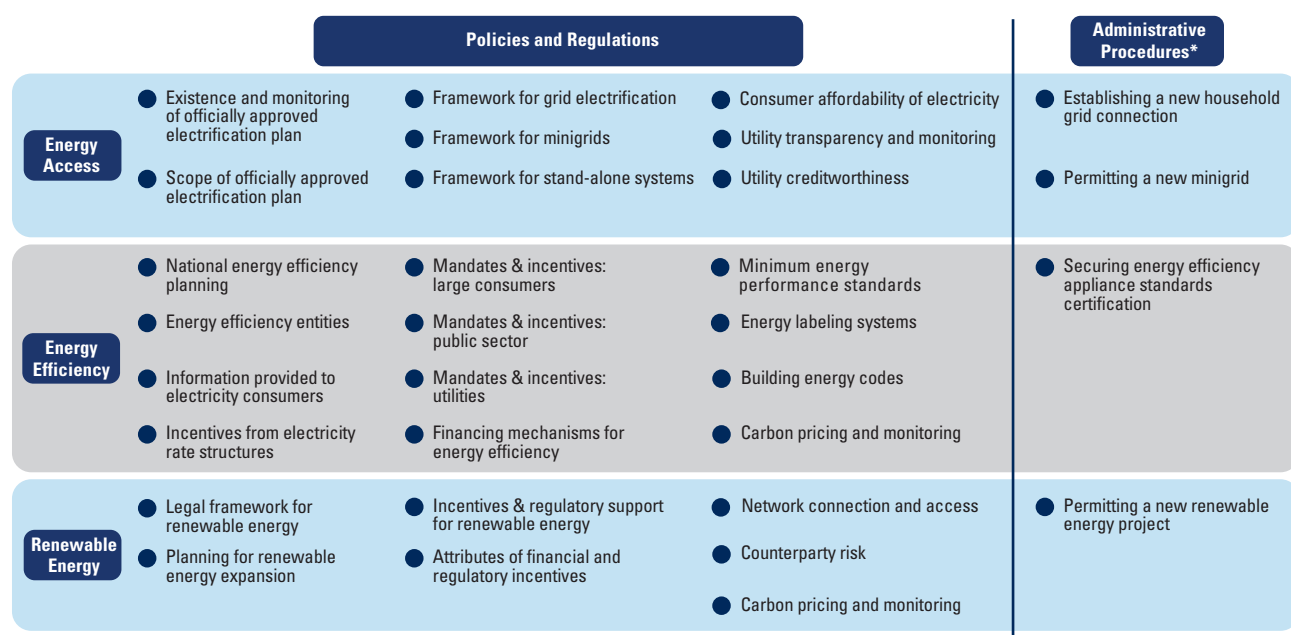 Policies and Regulations
Administrative
Procedures*
Energy
Access
Existence and monitoring
of officially approved
electrification plan
Scope of officially approved
electrification plan
Framework for grid electrification
Framework for minigrids
Framework for stand-alone systems
Consumer affordability of electricity
Utility transparency and monitoring
Utility creditworthiness
Establishing a new household
grid connection
Permitting a new minigrid
Energy
Efficiency
National energy efficiency
planning
Energy efficiency entities
Information provided to
electricity consumers
Incentives from electricity
rate structures
Mandates & incentives:
large consumers
Mandates & incentives:
public sector
Mandates & incentives:
utilities
Financing mechanisms for
energy efficiency
Minimum energy
performance standards
Energy labeling systems
Building energy codes
Carbon pricing and monitoring
Securing energy efficiency
appliance standards
certification
Renewable
Energy
Legal framework for
renewable energy
Planning for renewable
energy expansion
Incentives & regulatory support
for renewable energy
Attributes of financial and
regulatory incentives
Network connection and access
Counterparty risk
Carbon pricing and monitoring
Permitting a new renewable
energy project